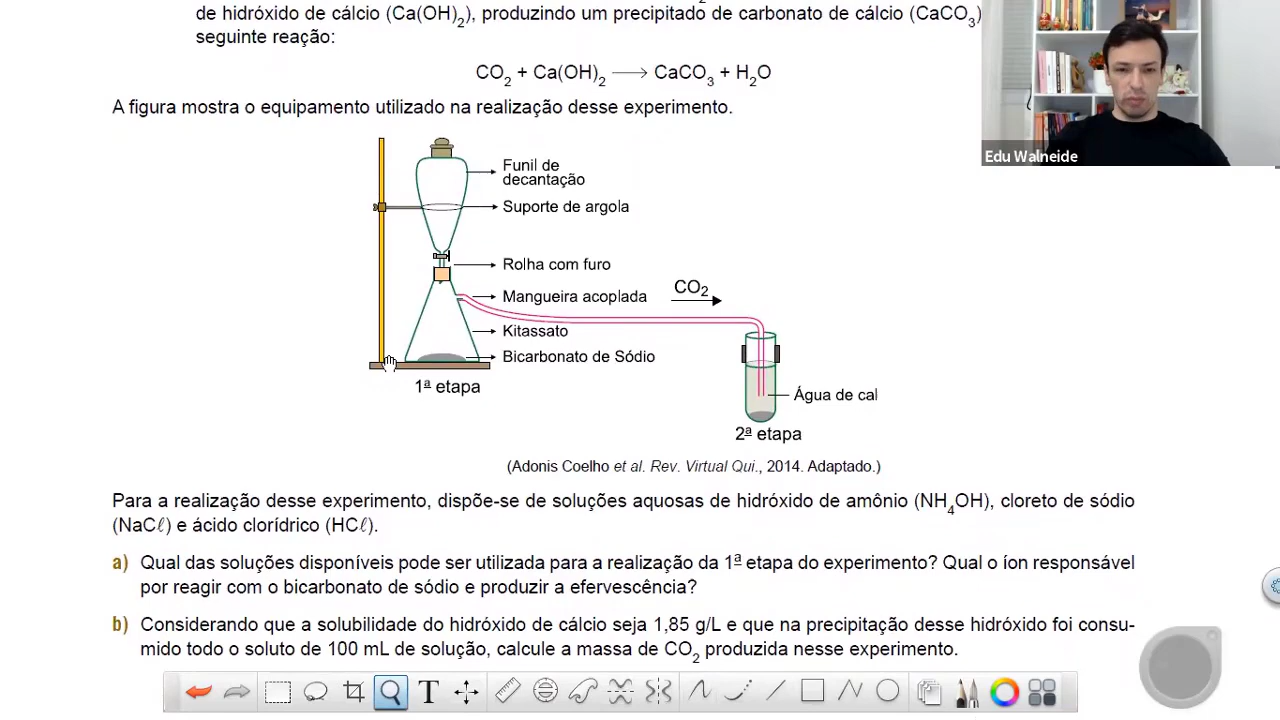 de hidróxido de cálcio (Ca(OH)2), produzindo um precipitado de carbonato de cálcio (CaCO3)
seguinte reação:
CO2 + Ca(OH)2 ⟶ CaCO3 + H2O
A figura mostra o equipamento utilizado na realização desse experimento.
Edu Walneide
Funil de
decantação
Suporte de argola
Rolha com furo
Mangueira acoplada
CO2
Kitassato
Bicarbonato de Sódio
1ª etapa
Água de cal
2ª etapa
(Adonis Coelho et al. Rev. Virtual Qui., 2014. Adaptado.)
Para a realização desse experimento, dispõe-se de soluções aquosas de hidróxido de amônio (NH4OH), cloreto de sódio
(NaCℓ) e ácido clorídrico (HCℓ).
a) Qual das soluções disponíveis pode ser utilizada para a realização da 1ª etapa do experimento? Qual o íon responsável
por reagir com o bicarbonato de sódio e produzir a efervescência?
b) Considerando que a solubilidade do hidróxido de cálcio seja 1,85 g/L e que na precipitação desse hidróxido foi consu-
mido todo o soluto de 100 mL de solução, calcule a massa de CO2 produzida nesse experimento.
T